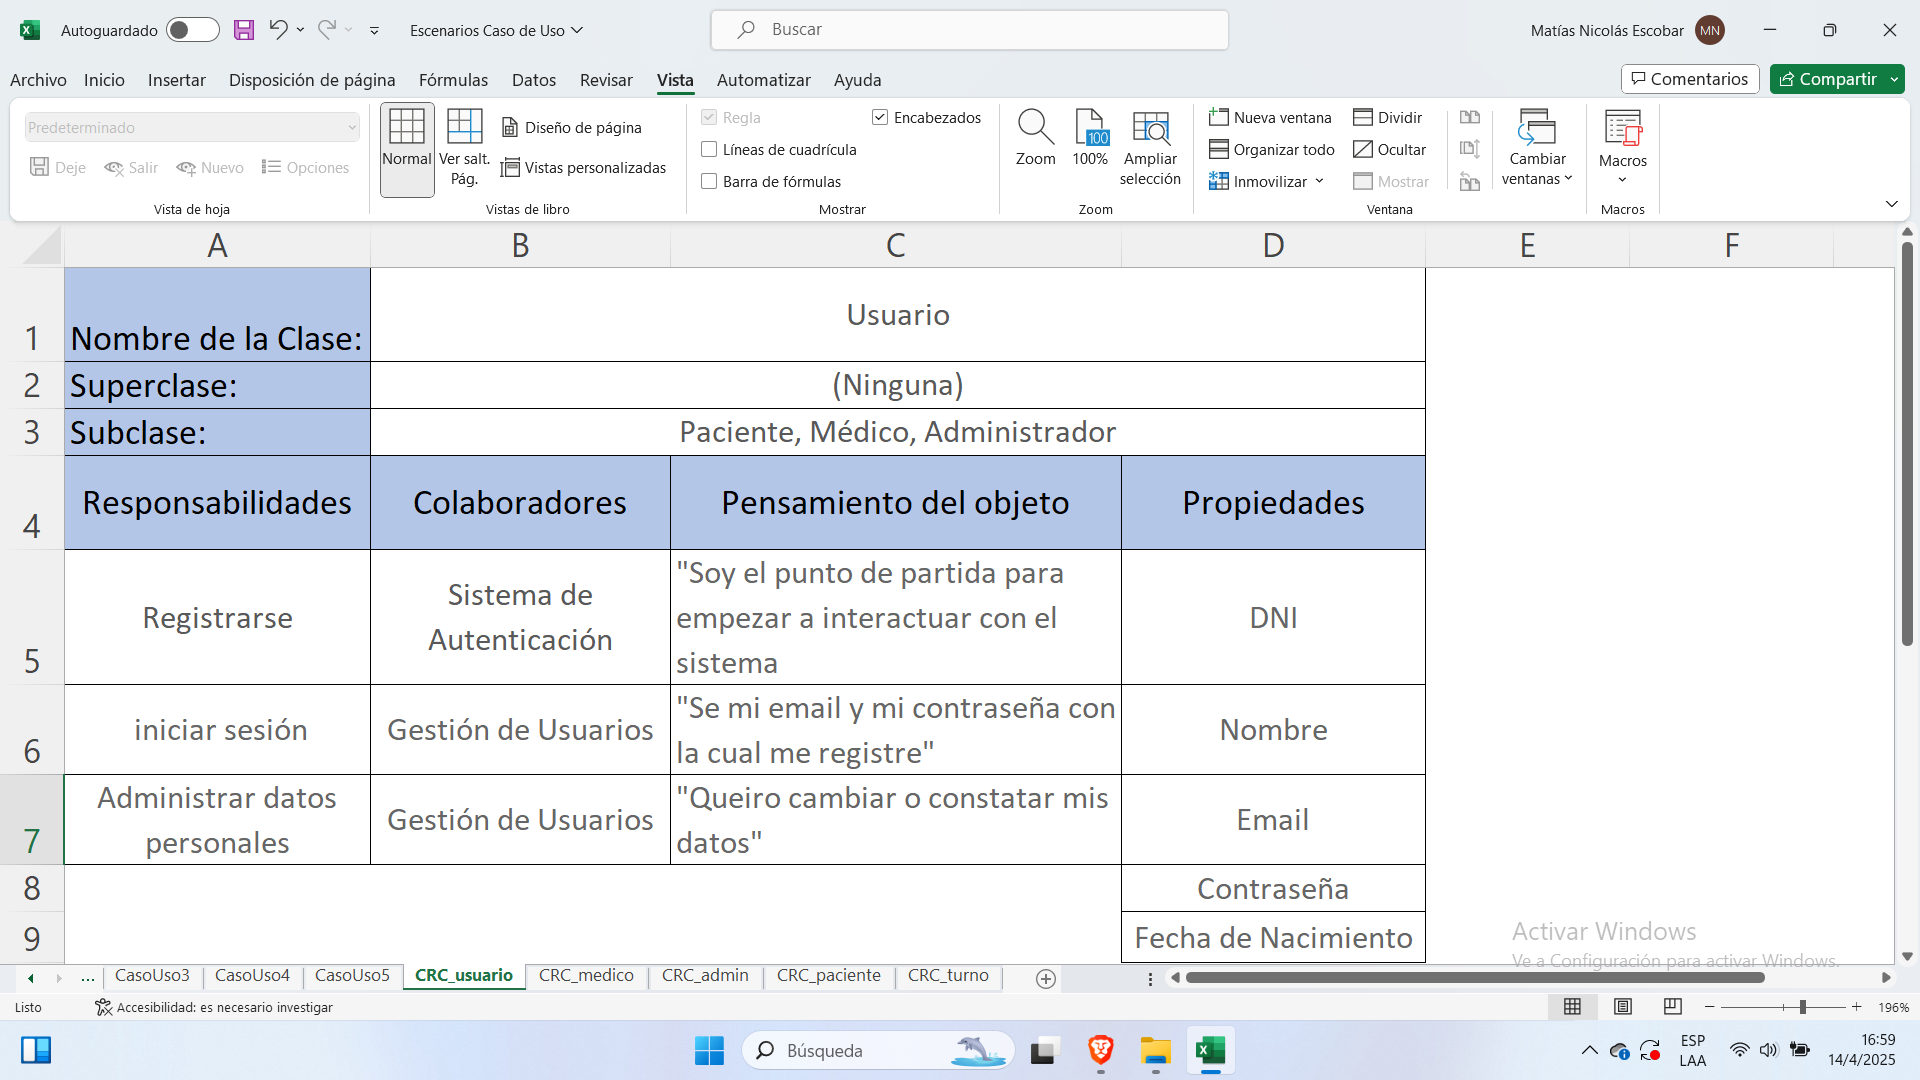 Autoguardado
Escenarios Caso de Uso
Buscar
Matías Nicolás Escobar
MN
Archivo
Inicio
Insertar
Disposición de página
Fórmulas
Datos
Revisar
Vista
Automatizar
Ayuda
Comentarios
Compartir
Predeterminado
Deje
Salir
Nuevo
Opciones
Vista de hoja
Normal
Ver salt.
Pág.
Diseño de página
Vistas personalizadas
Vistas de libro
Regla
Encabezados
Líneas de cuadrícula
Barra de fórmulas
Mostrar
Zoom
100
100%
Ampliar
selección
Zoom
Nueva ventana
Organizar todo
Inmovilizar
Dividir
Ocultar
Mostrar
Cambiar
ventanas
Ventana
Macros
Macros
A
B
C
D
E
F
1
Nombre de la Clase:
Usuario
2
Superclase:
(Ninguna)
3
Subclase:
Paciente, Médico, Administrador
4
Responsabilidades
Colaboradores
Pensamiento del objeto
Propiedades
5
Registrarse
Sistema de
Autenticación
"Soy el punto de partida para
empezar a interactuar con el
sistema
DNI
6
iniciar sesión
Gestión de Usuarios
"Se mi email y mi contraseña con
la cual me registre"
Nombre
7
Administrar datos
personales
Gestión de Usuarios
"Queiro cambiar o constatar mis
datos"
Email
8
Contraseña
9
Fecha de Nacimiento
Activar Windows
Ve a Configuración para activar Windows.
...
CasoUso3
CasoUso4
CasoUso5
CRC_usuario
CRC_medico
CRC_admin
CRC_paciente
CRC_turno
Listo
Accesibilidad: es necesario investigar
196%
Búsqueda
ESP
LAA
16:59
14/4/2025